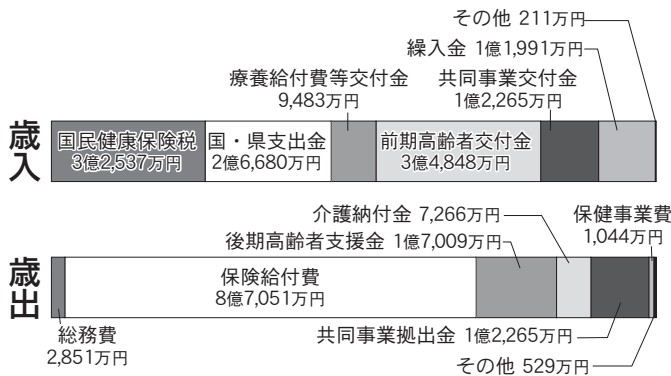 その他 211万円
繰入金 1億1,991万円
療養給付費等交付金
9,483万円
共同事業交付金
1億2,265万円
歳入
国民健康保険税
3億2,537万円
国・県支出金
2億6,680万円
前期高齢者交付金
3億4,848万円
介護納付金 7,266万円
保健事業費
1,044万円
後期高齢者支援金 1億7,009万円
歳出
保険給付費
8億7,051万円
総務費
2,851万円
共同事業拠出金 1億2,265万円
その他 529万円